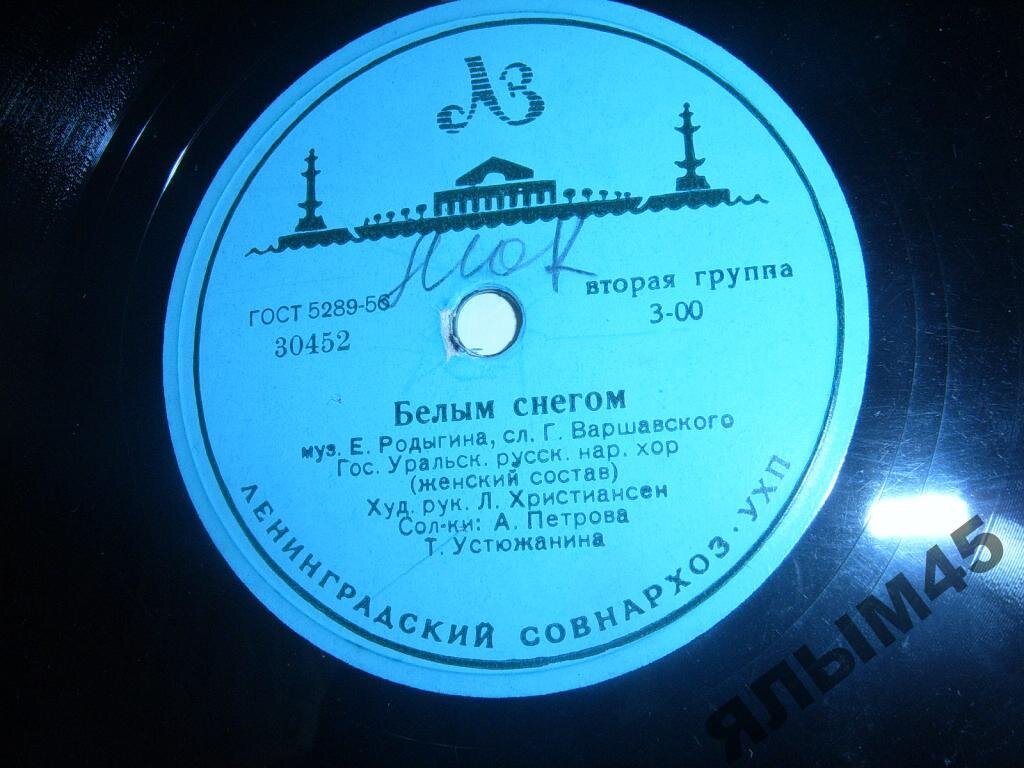 ЛЗ
ГОСТ 5289-56
30452
вторая группа
3-00
Белым снегом
муз. Е. Родыгина, сл. Г. Варшавского
Гос. Уральск. русск. нар. хор
(женский состав)
Худ. рук. Л. Христиансен
Сол-ки: А. Петрова
Т. Устюжанина
ЛЕНИНГРАДСКИЙ СОВНАРХОЗ · УХП
ЯЛЫМ45